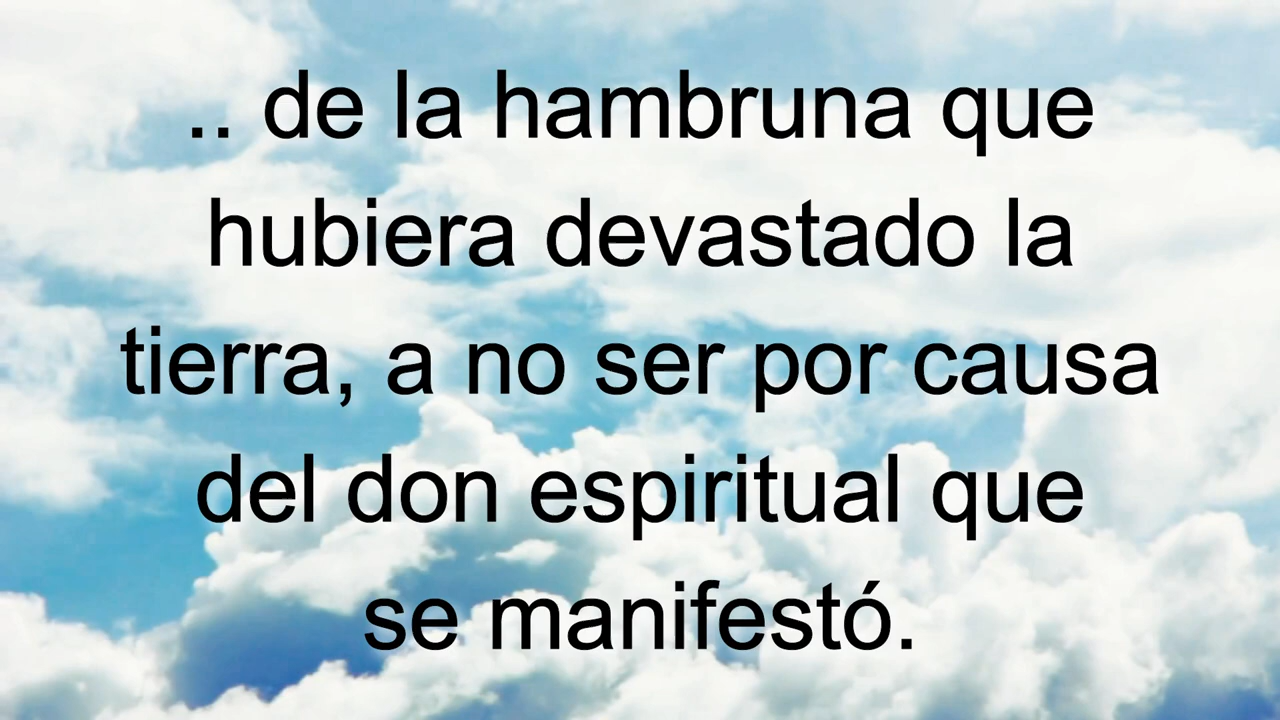 .. de la hambruna que
hubiera devastado la
tierra, a no ser por causa
del don espiritual que
se manifestó.